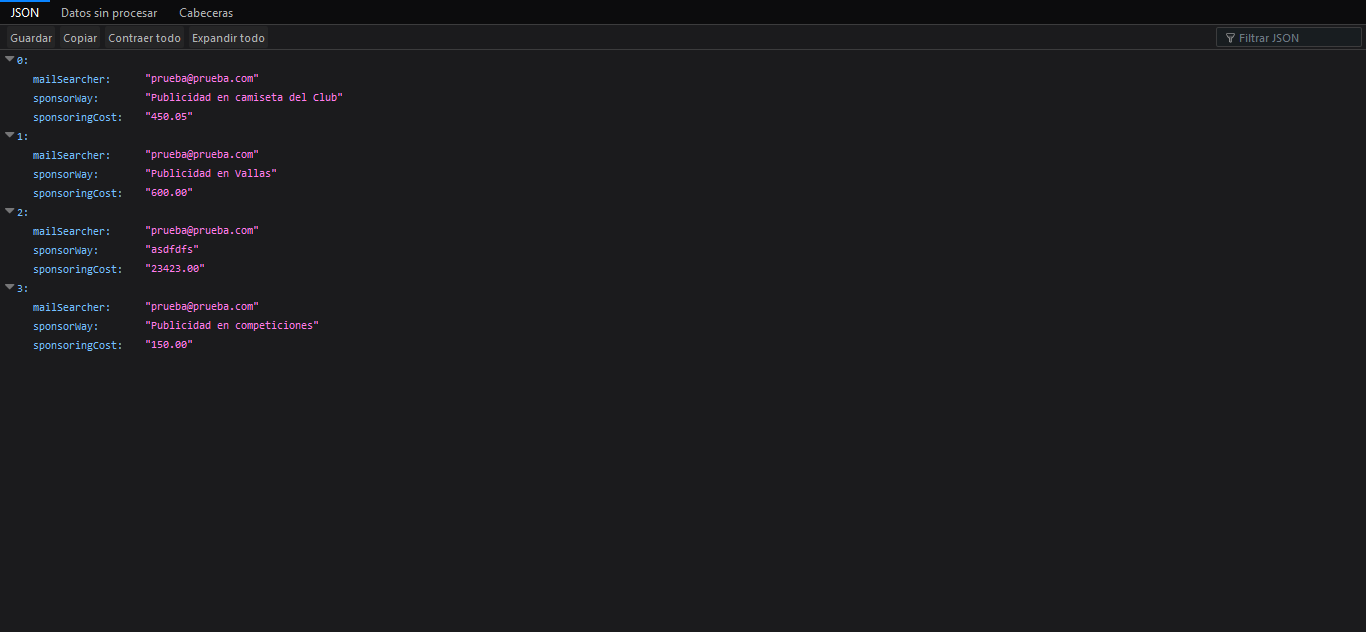 JSON Datos sin procesar Cabeceras
Guardar Copiar Contraer todo Expandir todo Filtrar JSON
0:
mailSearcher: "prueba@prueba.com"
sponsorWay: "Publicidad en camiseta del Club"
sponsoringCost: "450.05"
1:
mailSearcher: "prueba@prueba.com"
sponsorWay: "Publicidad en Vallas"
sponsoringCost: "600.00"
2:
mailSearcher: "prueba@prueba.com"
sponsorWay: "asdfdfs"
sponsoringCost: "23423.00"
3:
mailSearcher: "prueba@prueba.com"
sponsorWay: "Publicidad en competiciones"
sponsoringCost: "150.00"